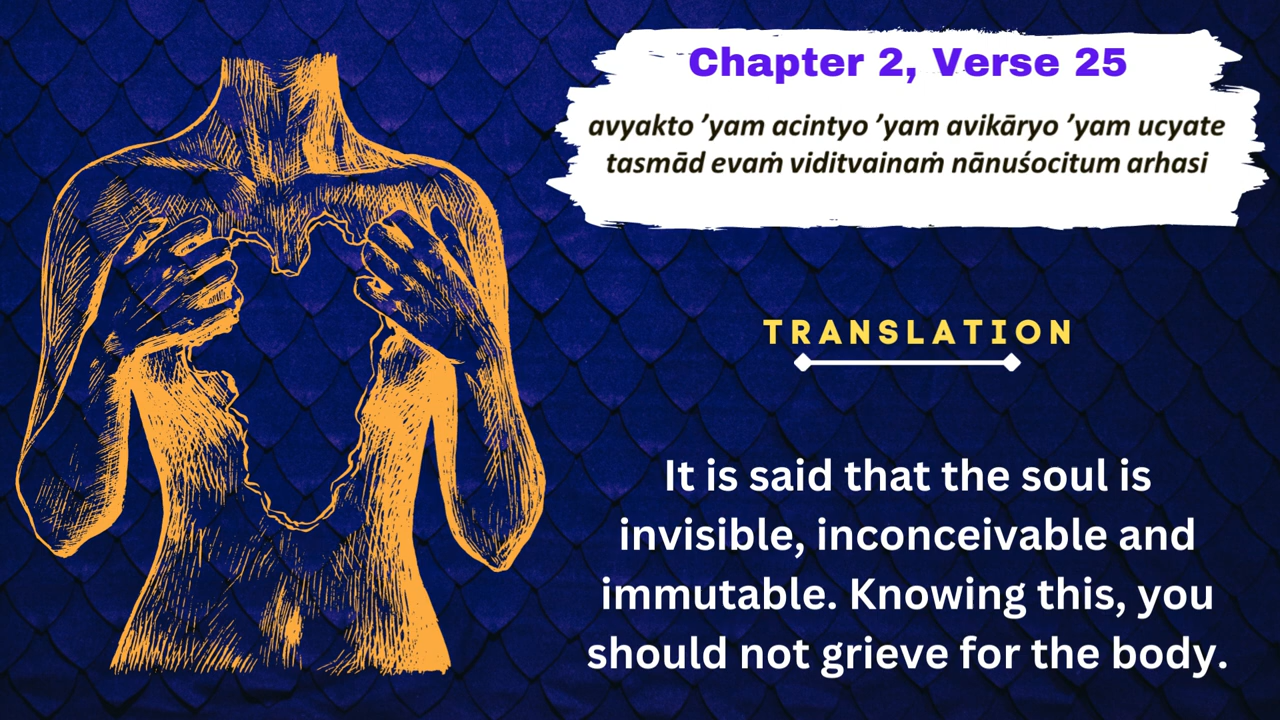 Chapter 2, Verse 25
avyakto ’yam acintyo ’yam avikāryo ’yam ucyate
tasmād evaṁ viditvainaṁ nānuśocitum arhasi
TRANSLATION
It is said that the soul is
invisible, inconceivable and
immutable. Knowing this, you
should not grieve for the body.